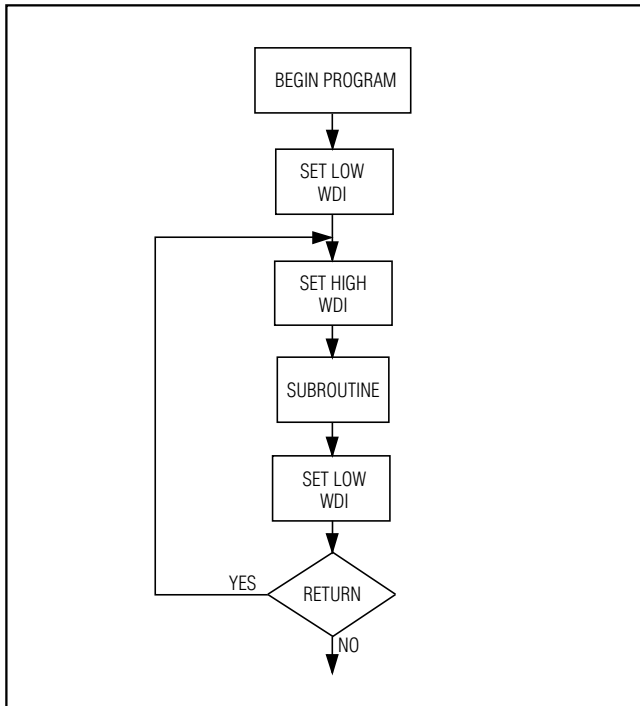 BEGIN PROGRAM
SET LOW
WDI
SET HIGH
WDI
SUBROUTINE
SET LOW
WDI
YES
RETURN
NO